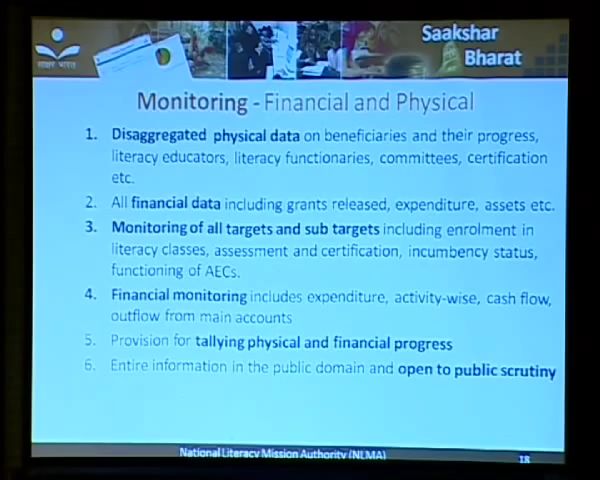 Saakshar
Bharat
साक्षर भारत
Monitoring - Financial and Physical
1. Disaggregated physical data on beneficiaries and their progress,
literacy educators, literacy functionaries, committees, certification
etc.
2. All financial data including grants released, expenditure, assets etc.
3. Monitoring of all targets and sub targets including enrolment in
literacy classes, assessment and certification, incumbency status,
functioning of AECs.
4. Financial monitoring includes expenditure, activity-wise, cash flow,
outflow from main accounts
5. Provision for tallying physical and financial progress
6. Entire information in the public domain and open to public scrutiny
National Literacy Mission Authority (NLMA)
18